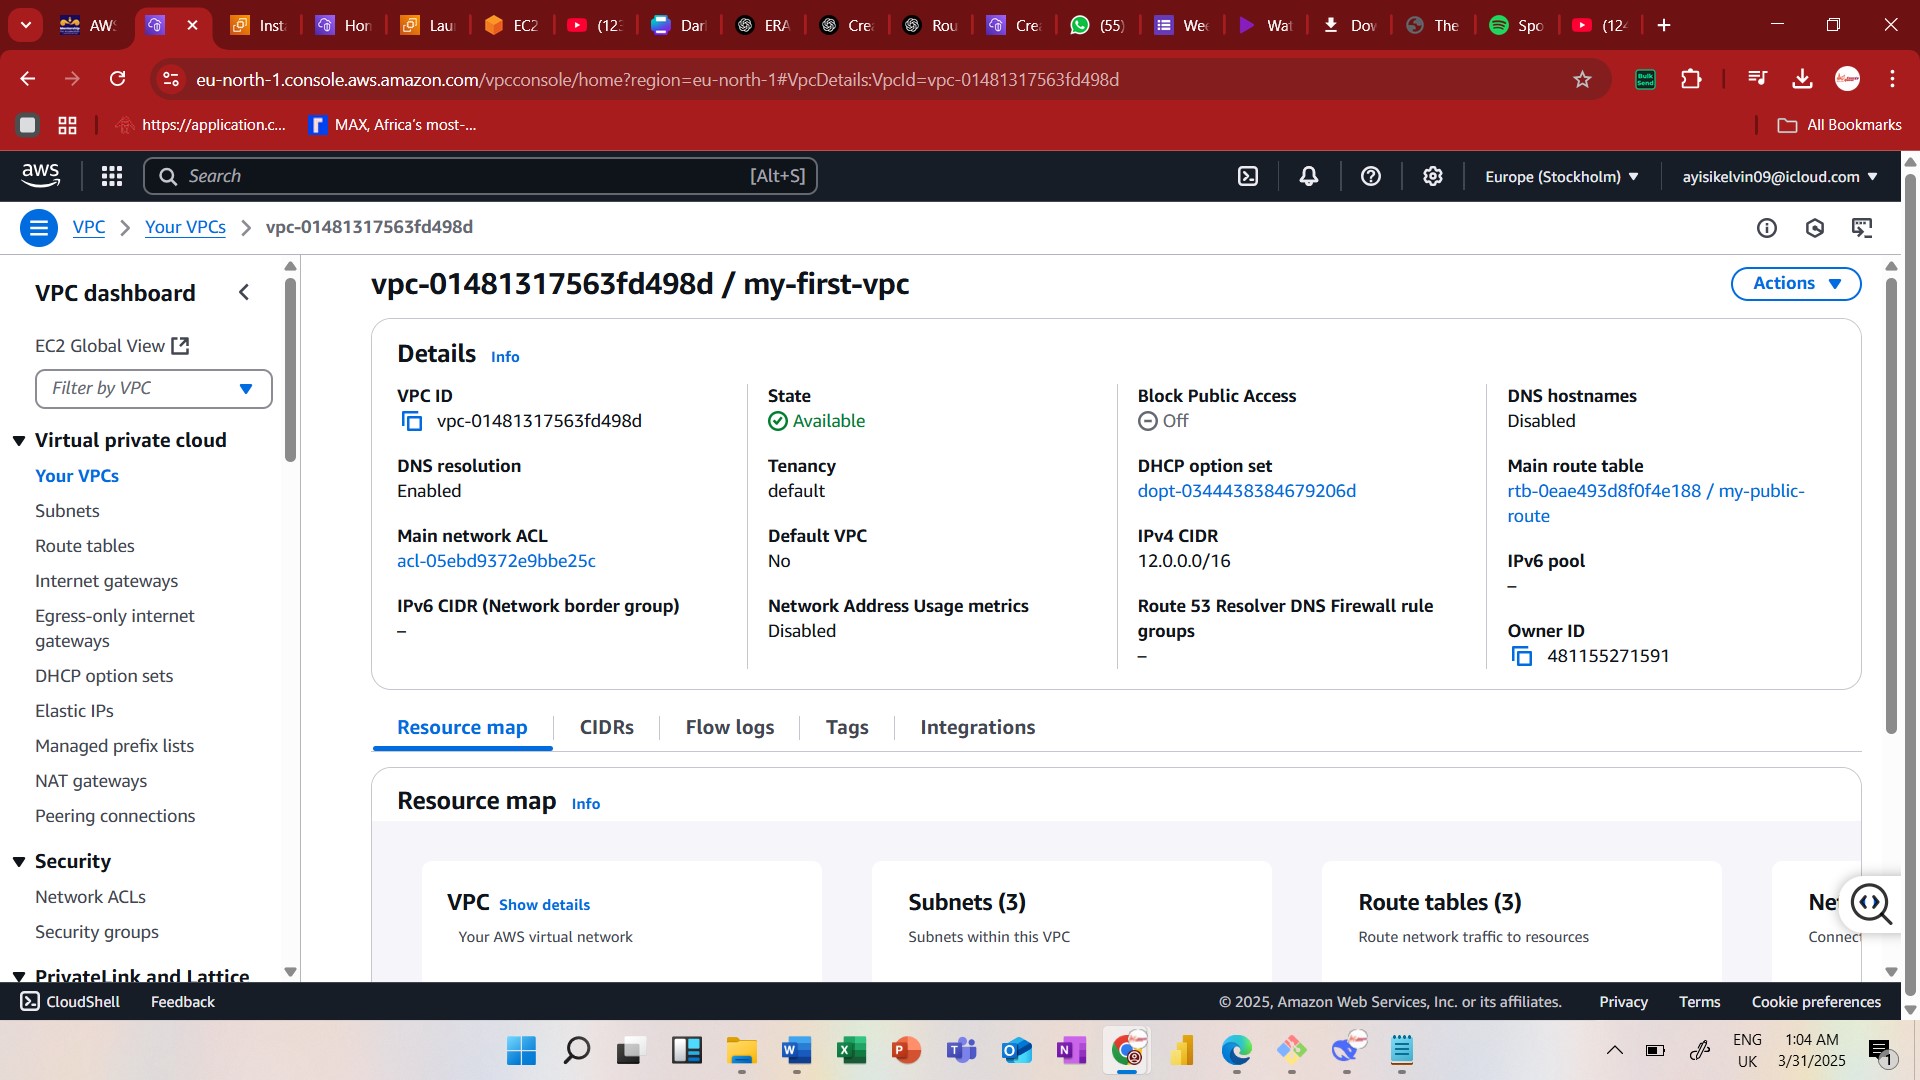 AWS
Inst
Hon
Lau
EC2
(12
Dar
ERA
Crea
Rou
Crea
(55)
We
Wat
Dov
The
Spo
(12
eu-north-1.console.aws.amazon.com/vpcconsole/home?region=eu-north-1#VpcDetails:VpcId=vpc-01481317563fd498d
Bulk
Send
https://application.c...
MAX, Africa's most-...
All Bookmarks
aws
Search
[Alt+S]
Europe (Stockholm)
ayisikelvin09@icloud.com
VPC
Your VPCs
vpc-01481317563fd498d
VPC dashboard
EC2 Global View
Filter by VPC
Virtual private cloud
Your VPCs
Subnets
Route tables
Internet gateways
Egress-only internet
gateways
DHCP option sets
Elastic IPs
Managed prefix lists
NAT gateways
Peering connections
Security
Network ACLs
Security groups
PrivateLink and Lattice
vpc-01481317563fd498d / my-first-vpc
Actions
Details Info
VPC ID
vpc-01481317563fd498d
State
Available
Block Public Access
Off
DNS hostnames
Disabled
DNS resolution
Enabled
Tenancy
default
DHCP option set
dopt-0344438384679206d
Main route table
rtb-0eae493d8f0f4e188 / my-public-
route
Main network ACL
acl-05ebd9372e9bbe25c
Default VPC
No
IPv4 CIDR
12.0.0.0/16
IPv6 pool
–
IPv6 CIDR (Network border group)
–
Network Address Usage metrics
Disabled
Route 53 Resolver DNS Firewall rule
groups
–
Owner ID
481155271591
Resource map
CIDRs
Flow logs
Tags
Integrations
Resource map Info
VPC Show details
Your AWS virtual network
Subnets (3)
Subnets within this VPC
Route tables (3)
Route network traffic to resources
Ne
Connect
CloudShell
Feedback
© 2025, Amazon Web Services, Inc. or its affiliates.
Privacy
Terms
Cookie preferences
ENG
UK
1:04 AM
3/31/2025
1